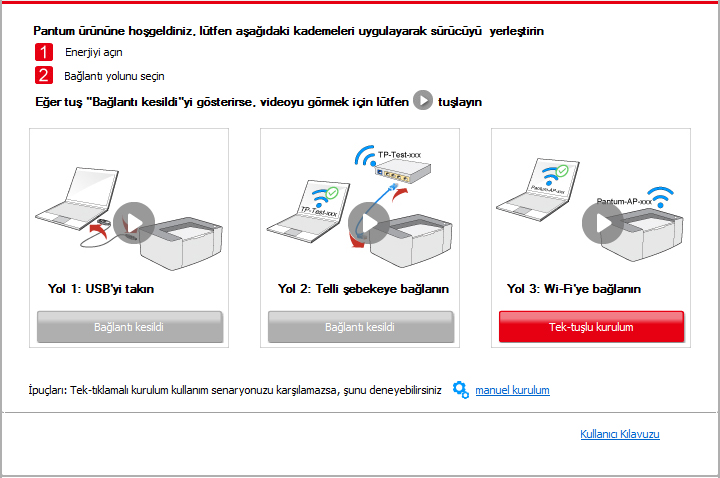 Pantum ürününe hoşgeldiniz, lütfen aşağıdaki kademeleri uygulayarak sürücüyü yerleştirin
1 Enerjiyi açın
2 Bağlantı yolunu seçin
Eğer tuş "Bağlantı kesildi"yi gösterirse, videoyu görmek için lütfen tuşlayın
TP-Test-xxx
TP-Test-xxx
Pantum-AP-xxx
Pantum-AP-xxx
Yol 1: USB'yi takın
Yol 2: Telli şebekeye bağlanın
Yol 3: Wi-Fi'ye bağlanın
Bağlantı kesildi
Bağlantı kesildi
Tek-tuşlu kurulum
İpuçları: Tek-tıklamalı kurulum kullanım senaryonuzu karşılamazsa, şunu deneyebilirsiniz manuel kurulum
Kullanıcı Kılavuzu